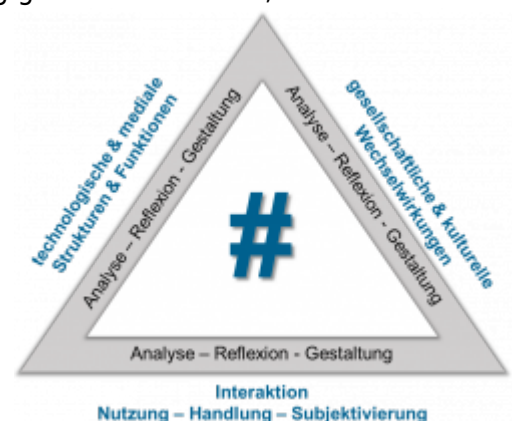 technologische & mediale
Strukturen & Funktionen
Analyse – Reflexion - Gestaltung
gesellschaftliche & kulturelle
Wechselwirkungen
Analyse – Reflexion - Gestaltung
#
Analyse – Reflexion - Gestaltung
Interaktion
Nutzung – Handlung – Subjektivierung